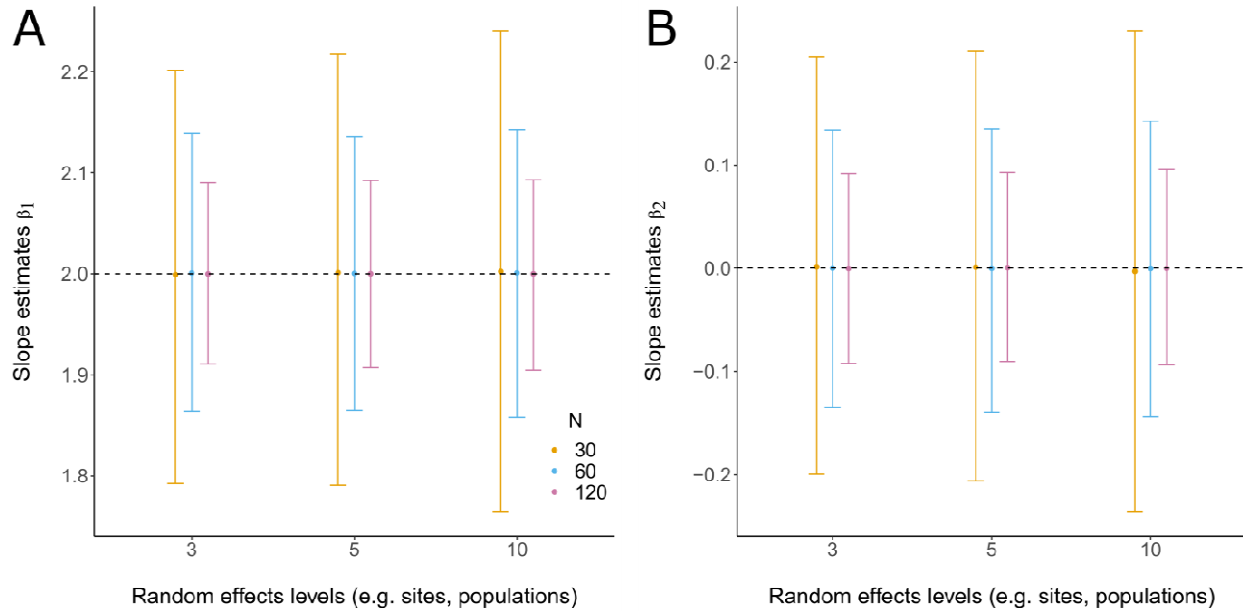 A
Slope estimates β1
2.2
2.1
2.0
1.9
1.8
N
30
60
120
3
5
10
Random effects levels (e.g. sites, populations)
B
Slope estimates β2
0.2
0.1
0.0
−0.1
−0.2
3
5
10
Random effects levels (e.g. sites, populations)